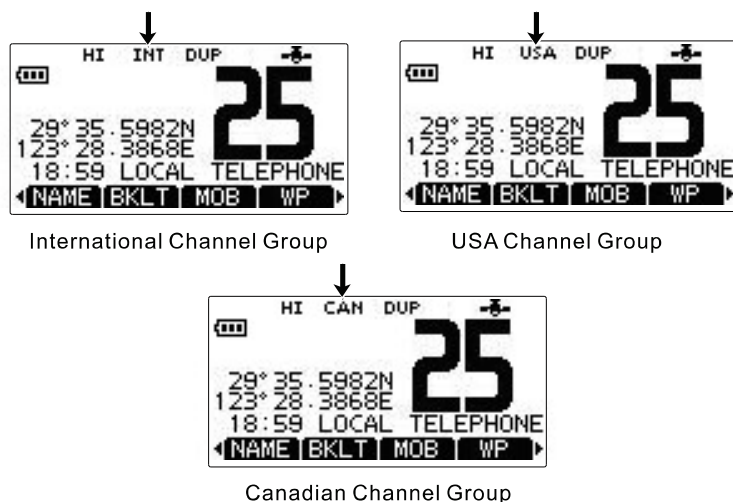 HI INT DUP
25
29° 35.5982N
123° 28.3868E
18:59 LOCAL TELEPHONE
NAME BKLT MOB WP
International Channel Group
HI USA DUP
25
29° 35.5982N
123° 28.3868E
18:59 LOCAL TELEPHONE
NAME BKLT MOB WP
USA Channel Group
HI CAN DUP
25
29° 35.5982N
123° 28.3868E
18:59 LOCAL TELEPHONE
NAME BKLT MOB WP
Canadian Channel Group